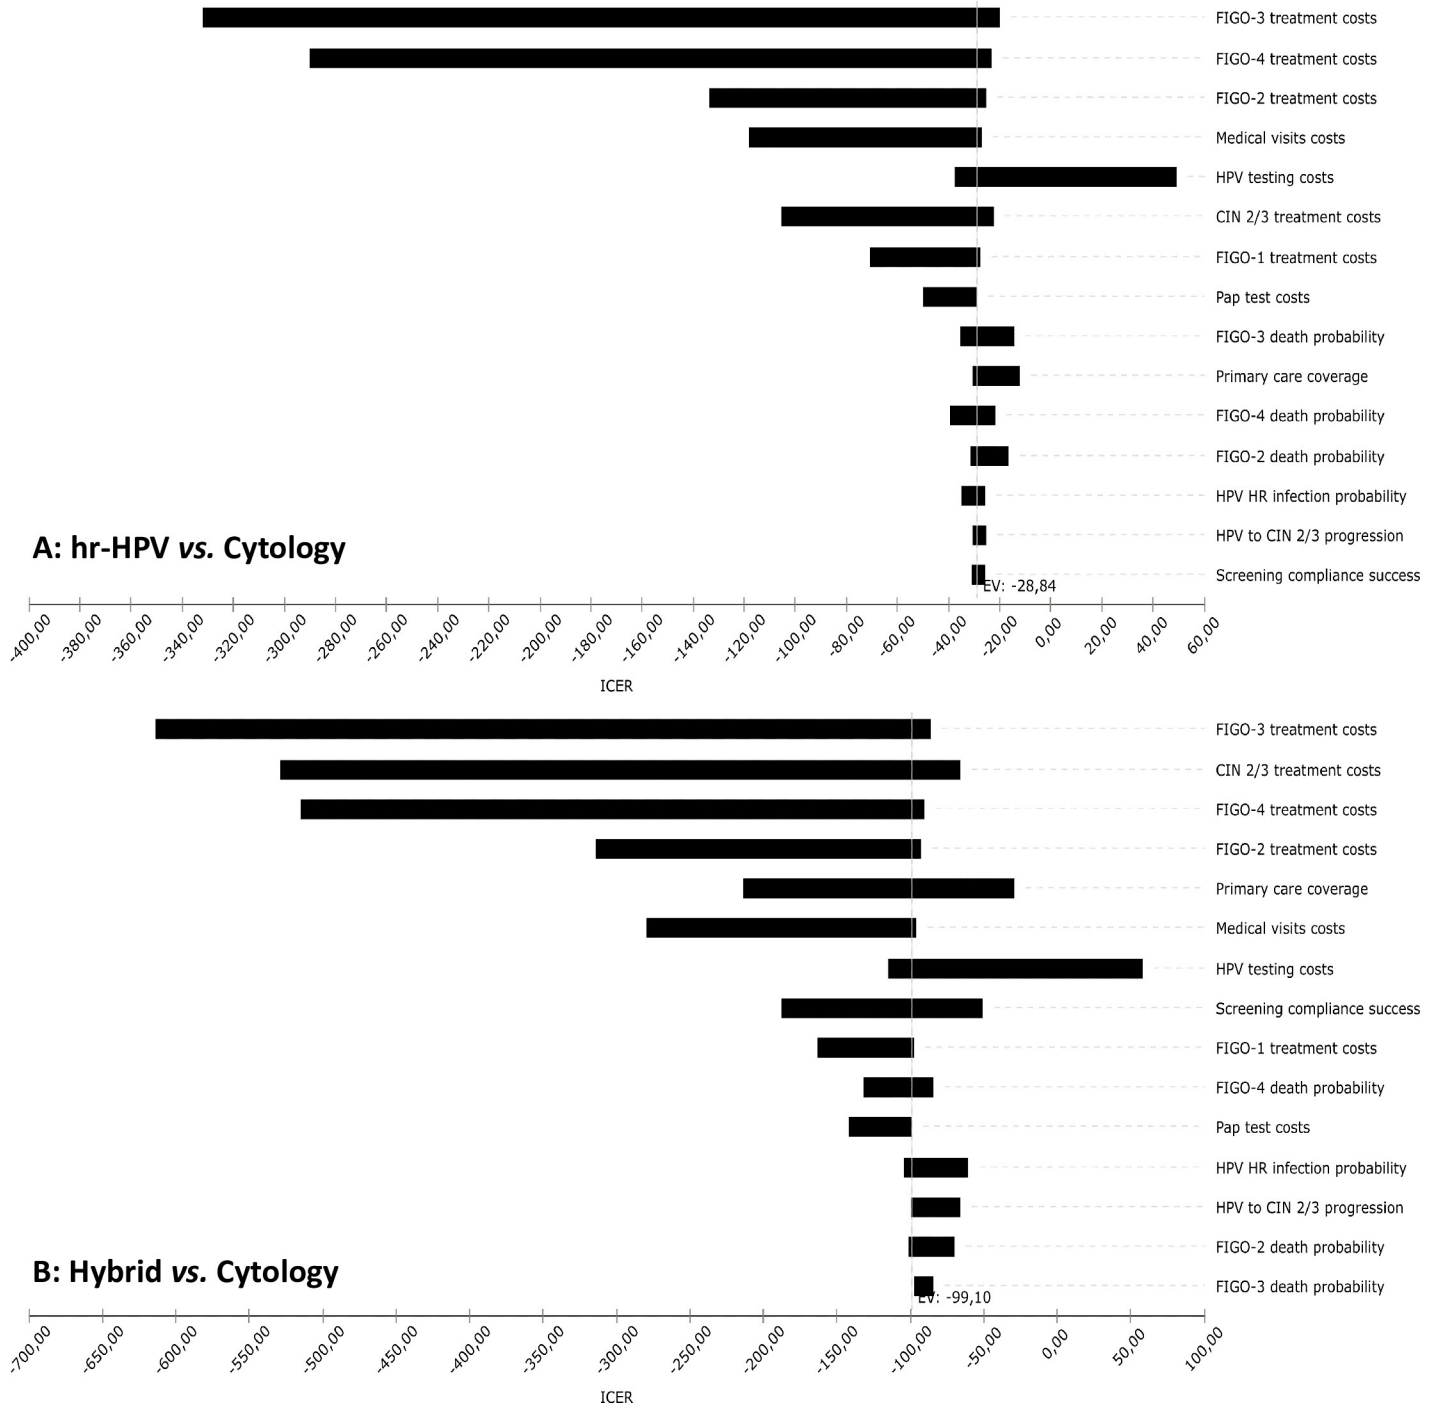 FIGO-3 treatment costs
FIGO-4 treatment costs
FIGO-2 treatment costs
Medical visits costs
HPV testing costs
CIN 2/3 treatment costs
FIGO-1 treatment costs
Pap test costs
FIGO-3 death probability
Primary care coverage
FIGO-4 death probability
FIGO-2 death probability
HPV HR infection probability
HPV to CIN 2/3 progression
A: hr-HPV vs. Cytology
Screening compliance success
EV: -28,84
-400,00 -380,00 -360,00 -340,00 -320,00 -300,00 -280,00 -260,00 -240,00 -220,00 -200,00 -180,00 -160,00 -140,00 -120,00 -100,00 -80,00 -60,00 -40,00 -20,00 0,00 20,00 40,00 60,00
ICER
FIGO-3 treatment costs
CIN 2/3 treatment costs
FIGO-4 treatment costs
FIGO-2 treatment costs
Primary care coverage
Medical visits costs
HPV testing costs
Screening compliance success
FIGO-1 treatment costs
FIGO-4 death probability
Pap test costs
HPV HR infection probability
HPV to CIN 2/3 progression
FIGO-2 death probability
B: Hybrid vs. Cytology
FIGO-3 death probability
EV: -99,10
-700,00 -650,00 -600,00 -550,00 -500,00 -450,00 -400,00 -350,00 -300,00 -250,00 -200,00 -150,00 -100,00 -50,00 0,00 50,00 100,00
ICER